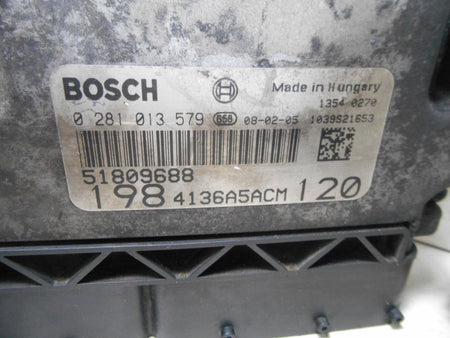 BOSCH Made in Hungary
1354 0270
0 281 013 579 656 08-02-05 1039S21653
51809688
198 4136A5ACM 120